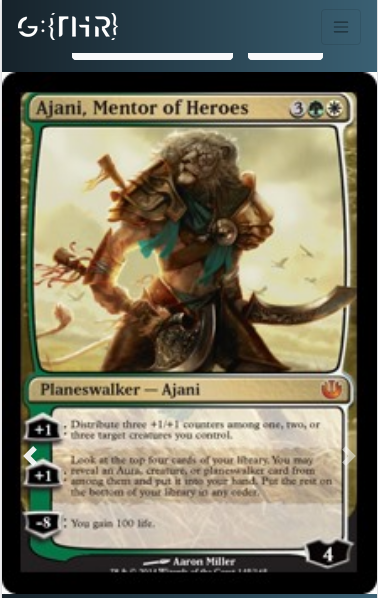 G:{THR}
Ajani, Mentor of Heroes 3
Planeswalker — Ajani
+1 : Distribute three +1/+1 counters among one, two, or
three target creatures you control.
Look at the top four cards of your library. You may
+1 : reveal an Aura, creature, or planeswalker card from
among them and put it into your hand. Put the rest on
the bottom of your library in any order.
-8 : You gain 100 life.
Aaron Miller
4